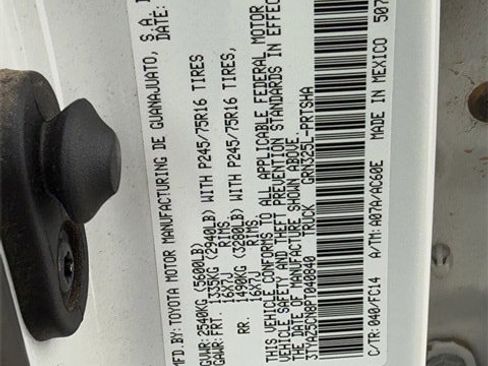 MFD.BY:TOYOTA MOTOR MANUFACTURING DE GUANAJUATO, S.A.
DATE:
GVWR:2540KG (5600LB)
GAWR:FRT. 1335KG (2940LB) WITH P245/75R16 TIRES
16X7J RIMS,
RR. 1490KG (3280LB) WITH P245/75R16 TIRES,
16X7J RIMS,
THIS VEHICLE CONFORMS TO ALL APPLICABLE FEDERAL MOTOR
VEHICLE SAFETY AND THEFT PREVENTION STANDARDS IN EFFECT
THE DATE OF MANUFACTURE SHOWN ABOVE
3TYAZ5CN8PT040840 TRUCK GRN325L-PRTSHA
C/TR:040/FC14 A/TM:A07A/AC60E MADE IN MEXICO 507